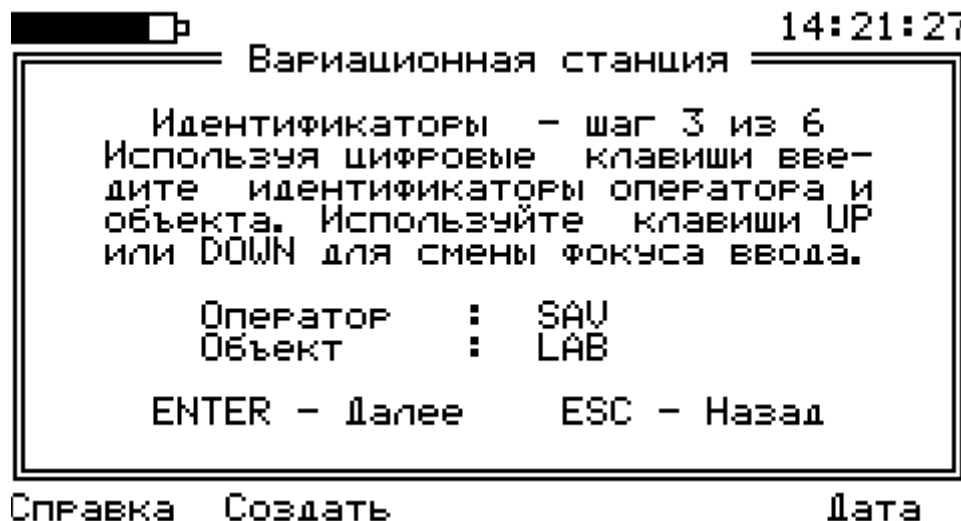 14:21:27
Вариационная станция
Идентификаторы - шаг 3 из 6
Используя цифровые клавиши вве-
дите идентификаторы оператора и
объекта. Используйте клавиши UP
или DOWN для смены фокуса ввода.
Оператор : SAV
Объект : LAB
ENTER - Далее ESC - Назад
Справка Создать Дата